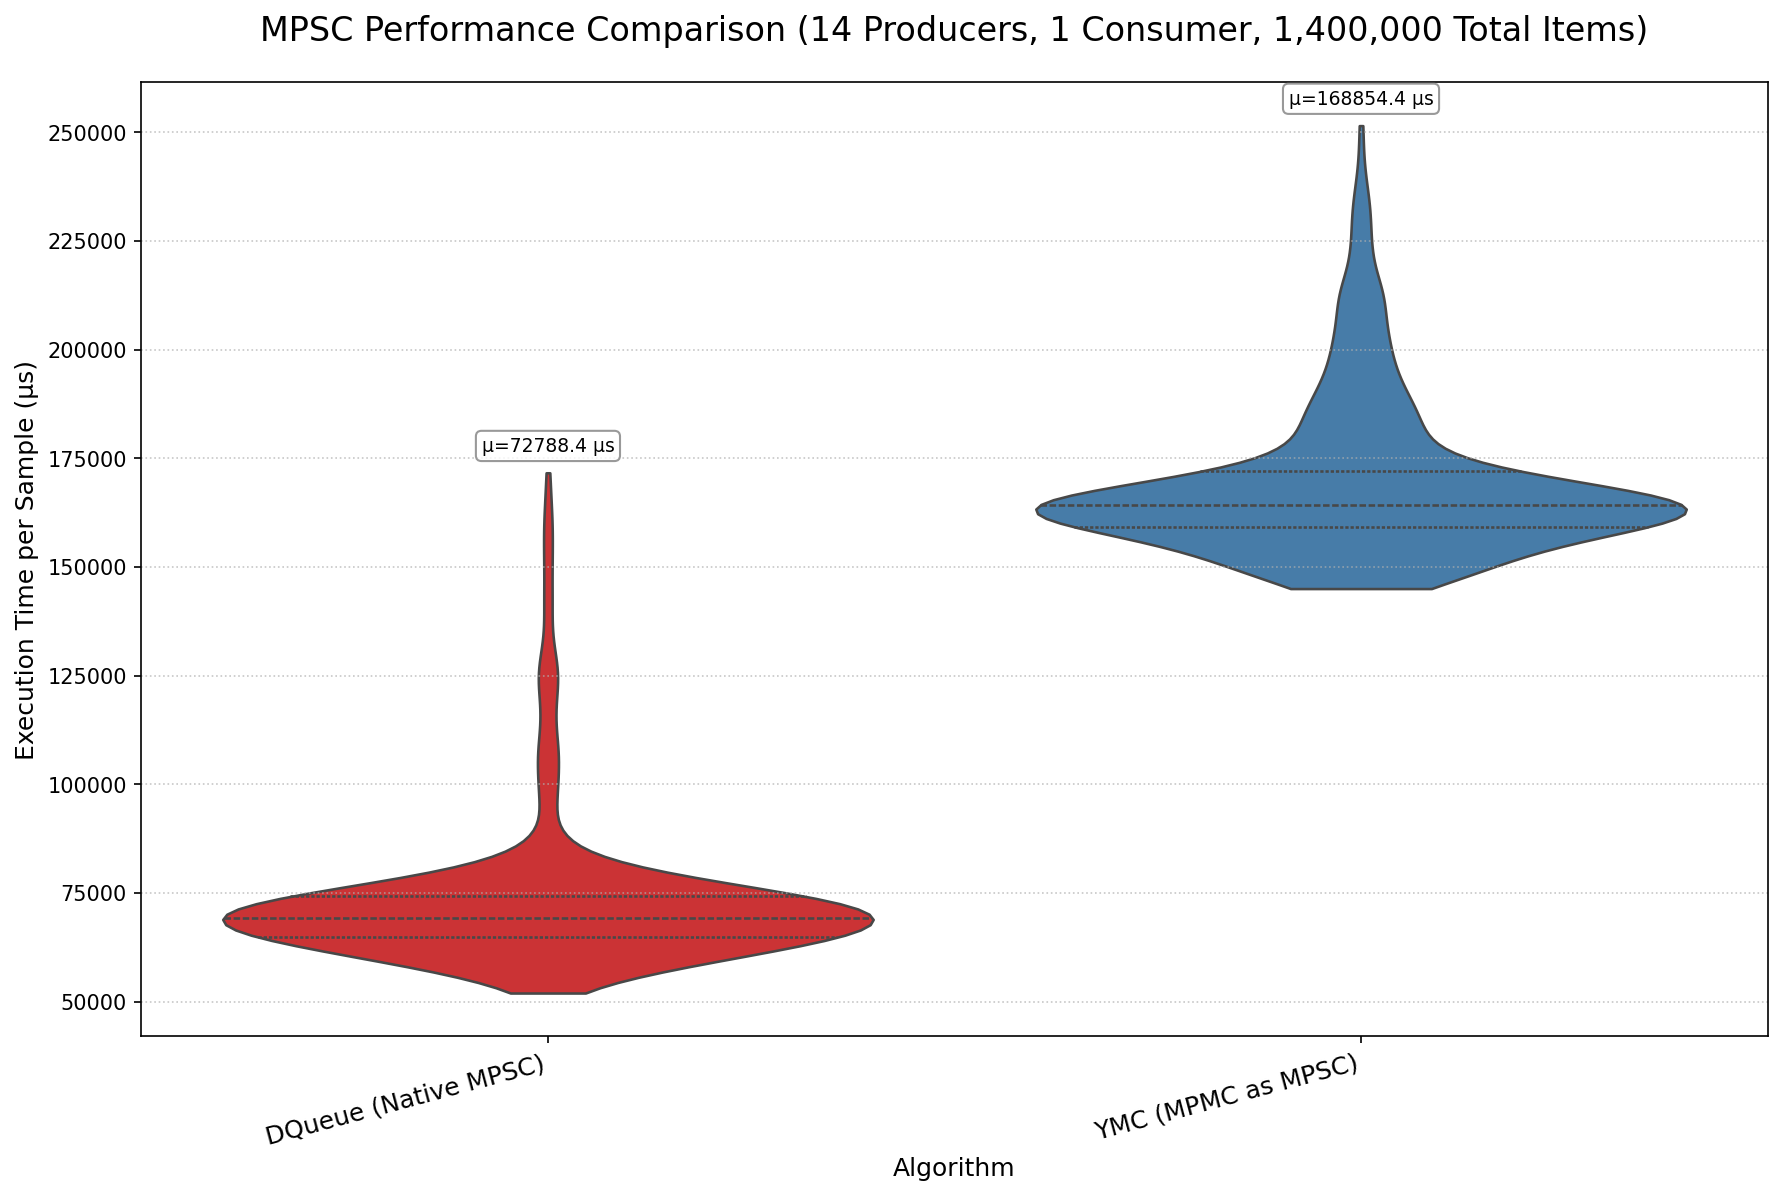 MPSC Performance Comparison (14 Producers, 1 Consumer, 1,400,000 Total Items)
μ=168854.4 μs
μ=72788.4 μs
Execution Time per Sample (μs)
250000
225000
200000
175000
150000
125000
100000
75000
50000
DQueue (Native MPSC)
YMC (MPMC as MPSC)
Algorithm